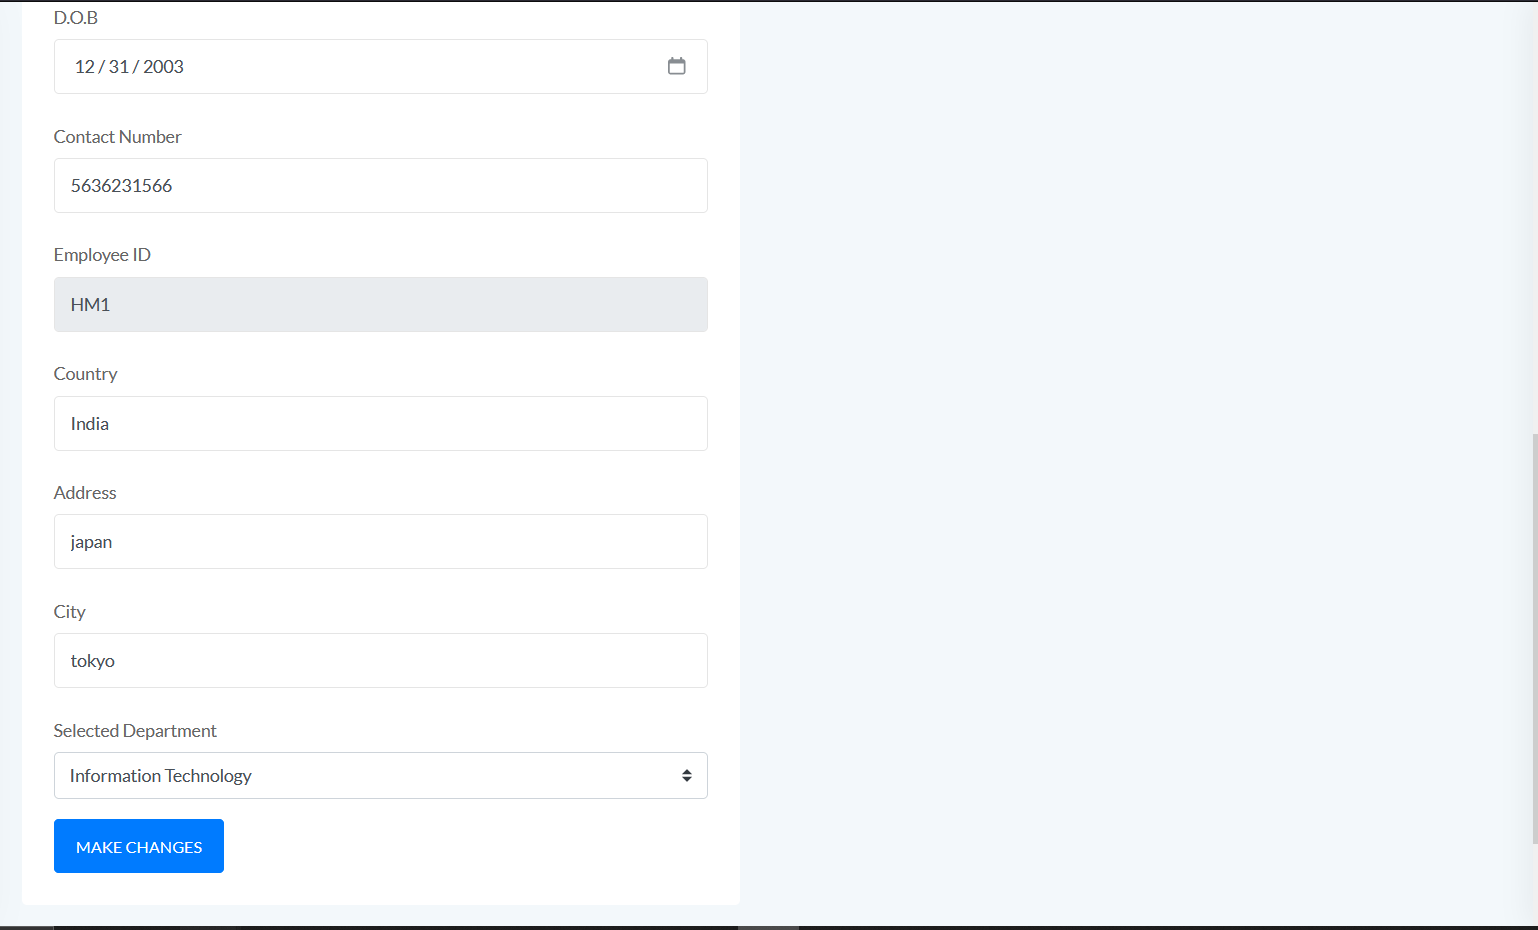 D.O.B
12 / 31 / 2003
Contact Number
5636231566
Employee ID
HM1
Country
India
Address
japan
City
tokyo
Selected Department
Information Technology
MAKE CHANGES